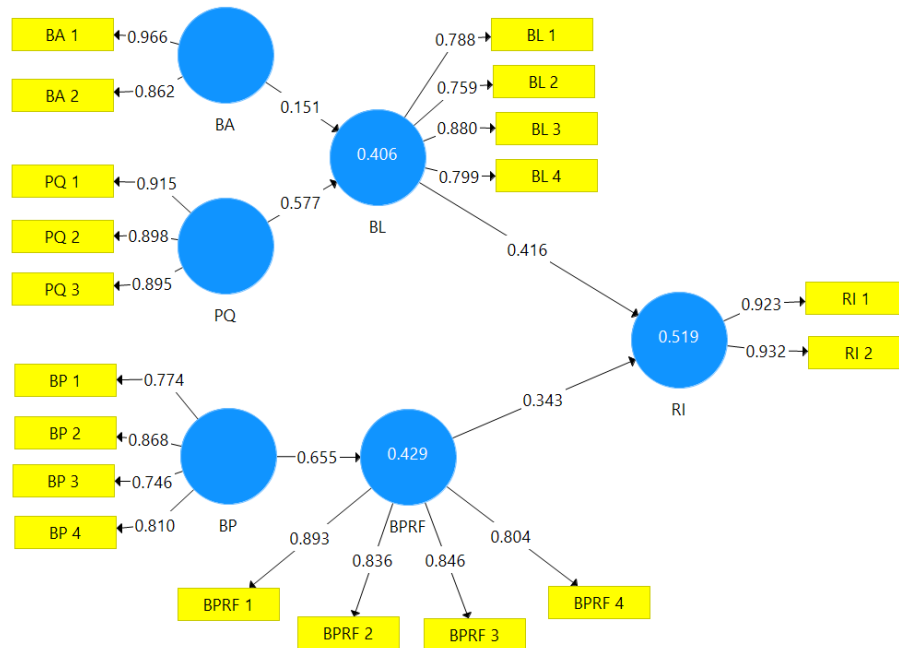 BA 1
0.966
BA 2
0.862
BA
0.151
PQ 1
0.915
PQ 2
0.898
PQ 3
0.895
PQ
0.577
0.406
BL
0.788
BL 1
0.759
BL 2
0.880
BL 3
0.799
BL 4
0.416
BP 1
0.774
BP 2
0.868
BP 3
0.746
BP 4
0.810
BP
0.655
0.429
BPRF
0.343
0.893
0.836
0.846
0.804
BPRF 1
BPRF 2
BPRF 3
BPRF 4
0.519
RI
0.923
RI 1
0.932
RI 2